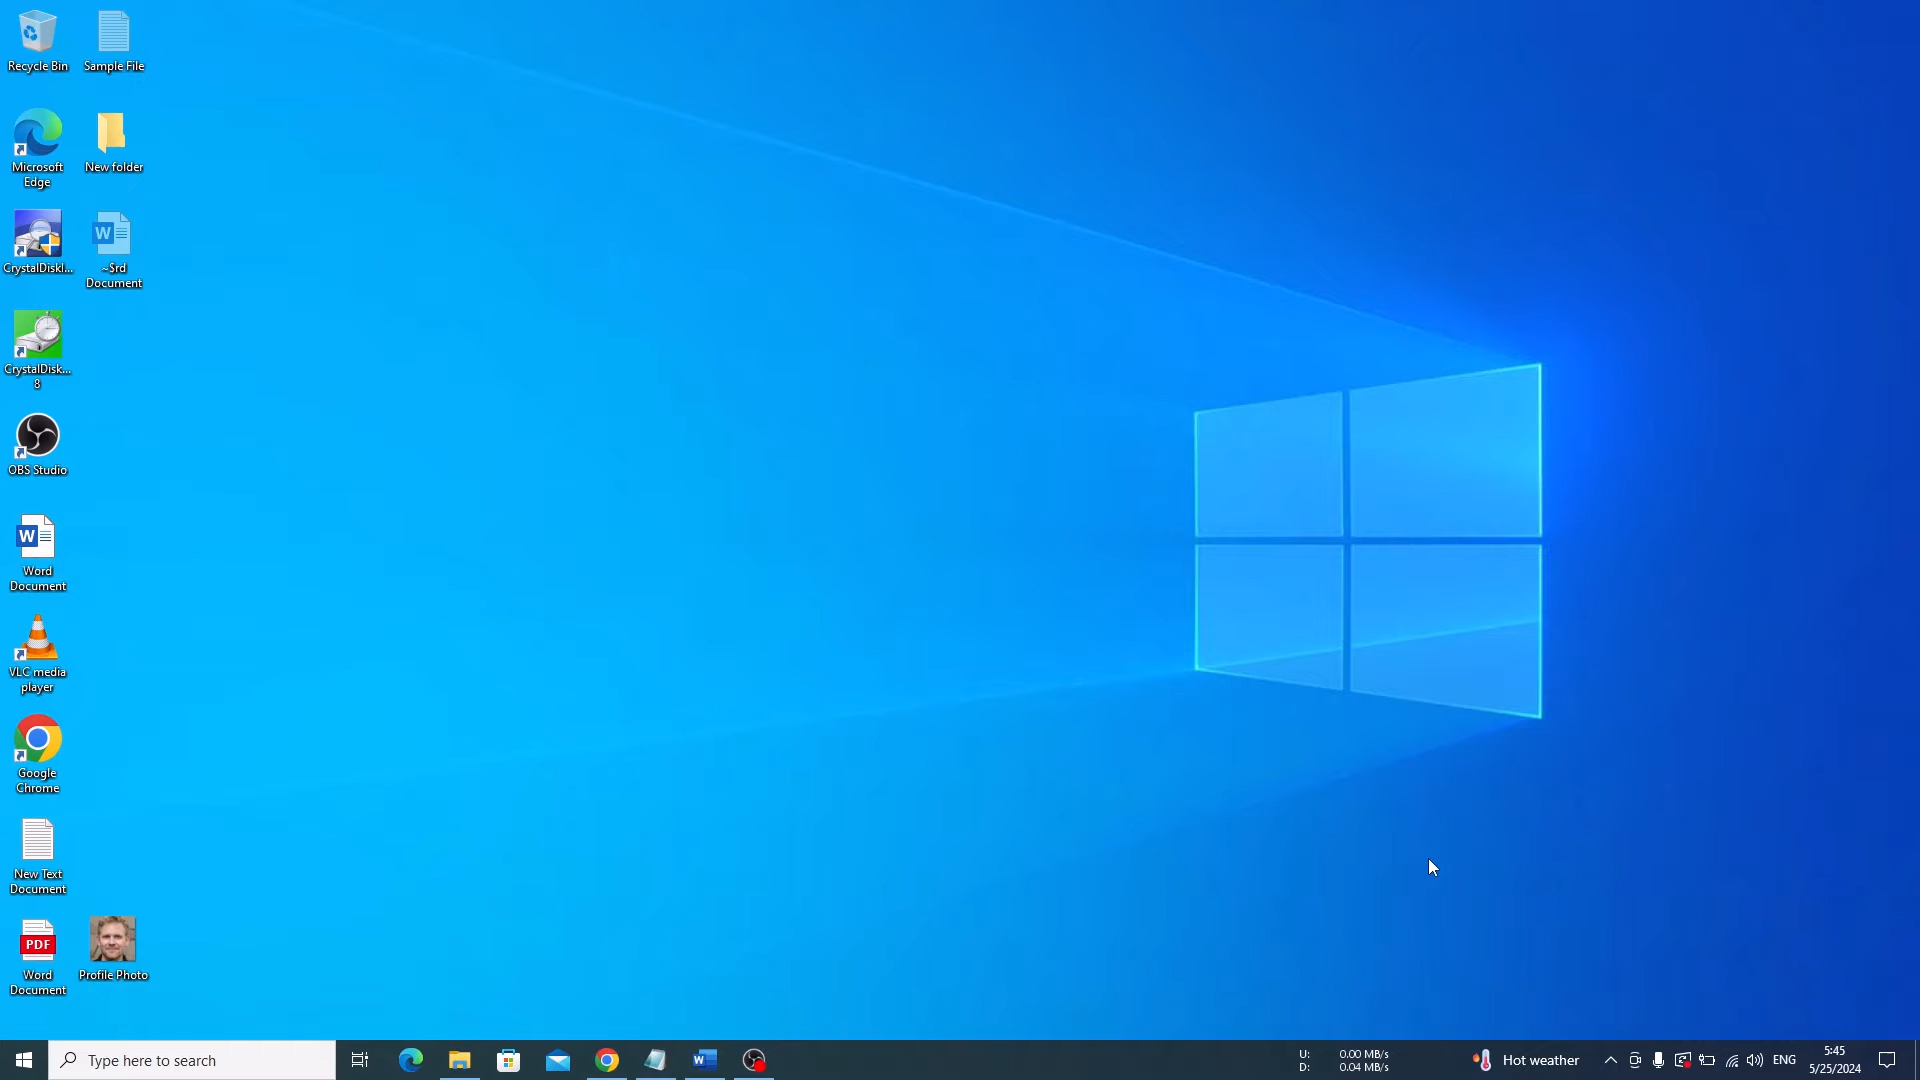 Recycle Bin
Sample File
Microsoft
Edge
New folder
CrystalDiskI...
~$rd
Document
CrystalDisk...
8
OBS Studio
W
Word
Document
VLC media
player
Google
Chrome
New Text
Document
PDF
Word
Document
Profile Photo
Type here to search
U: 0.00 MB/s
D: 0.04 MB/s
Hot weather
ENG
5:45
5/25/2024